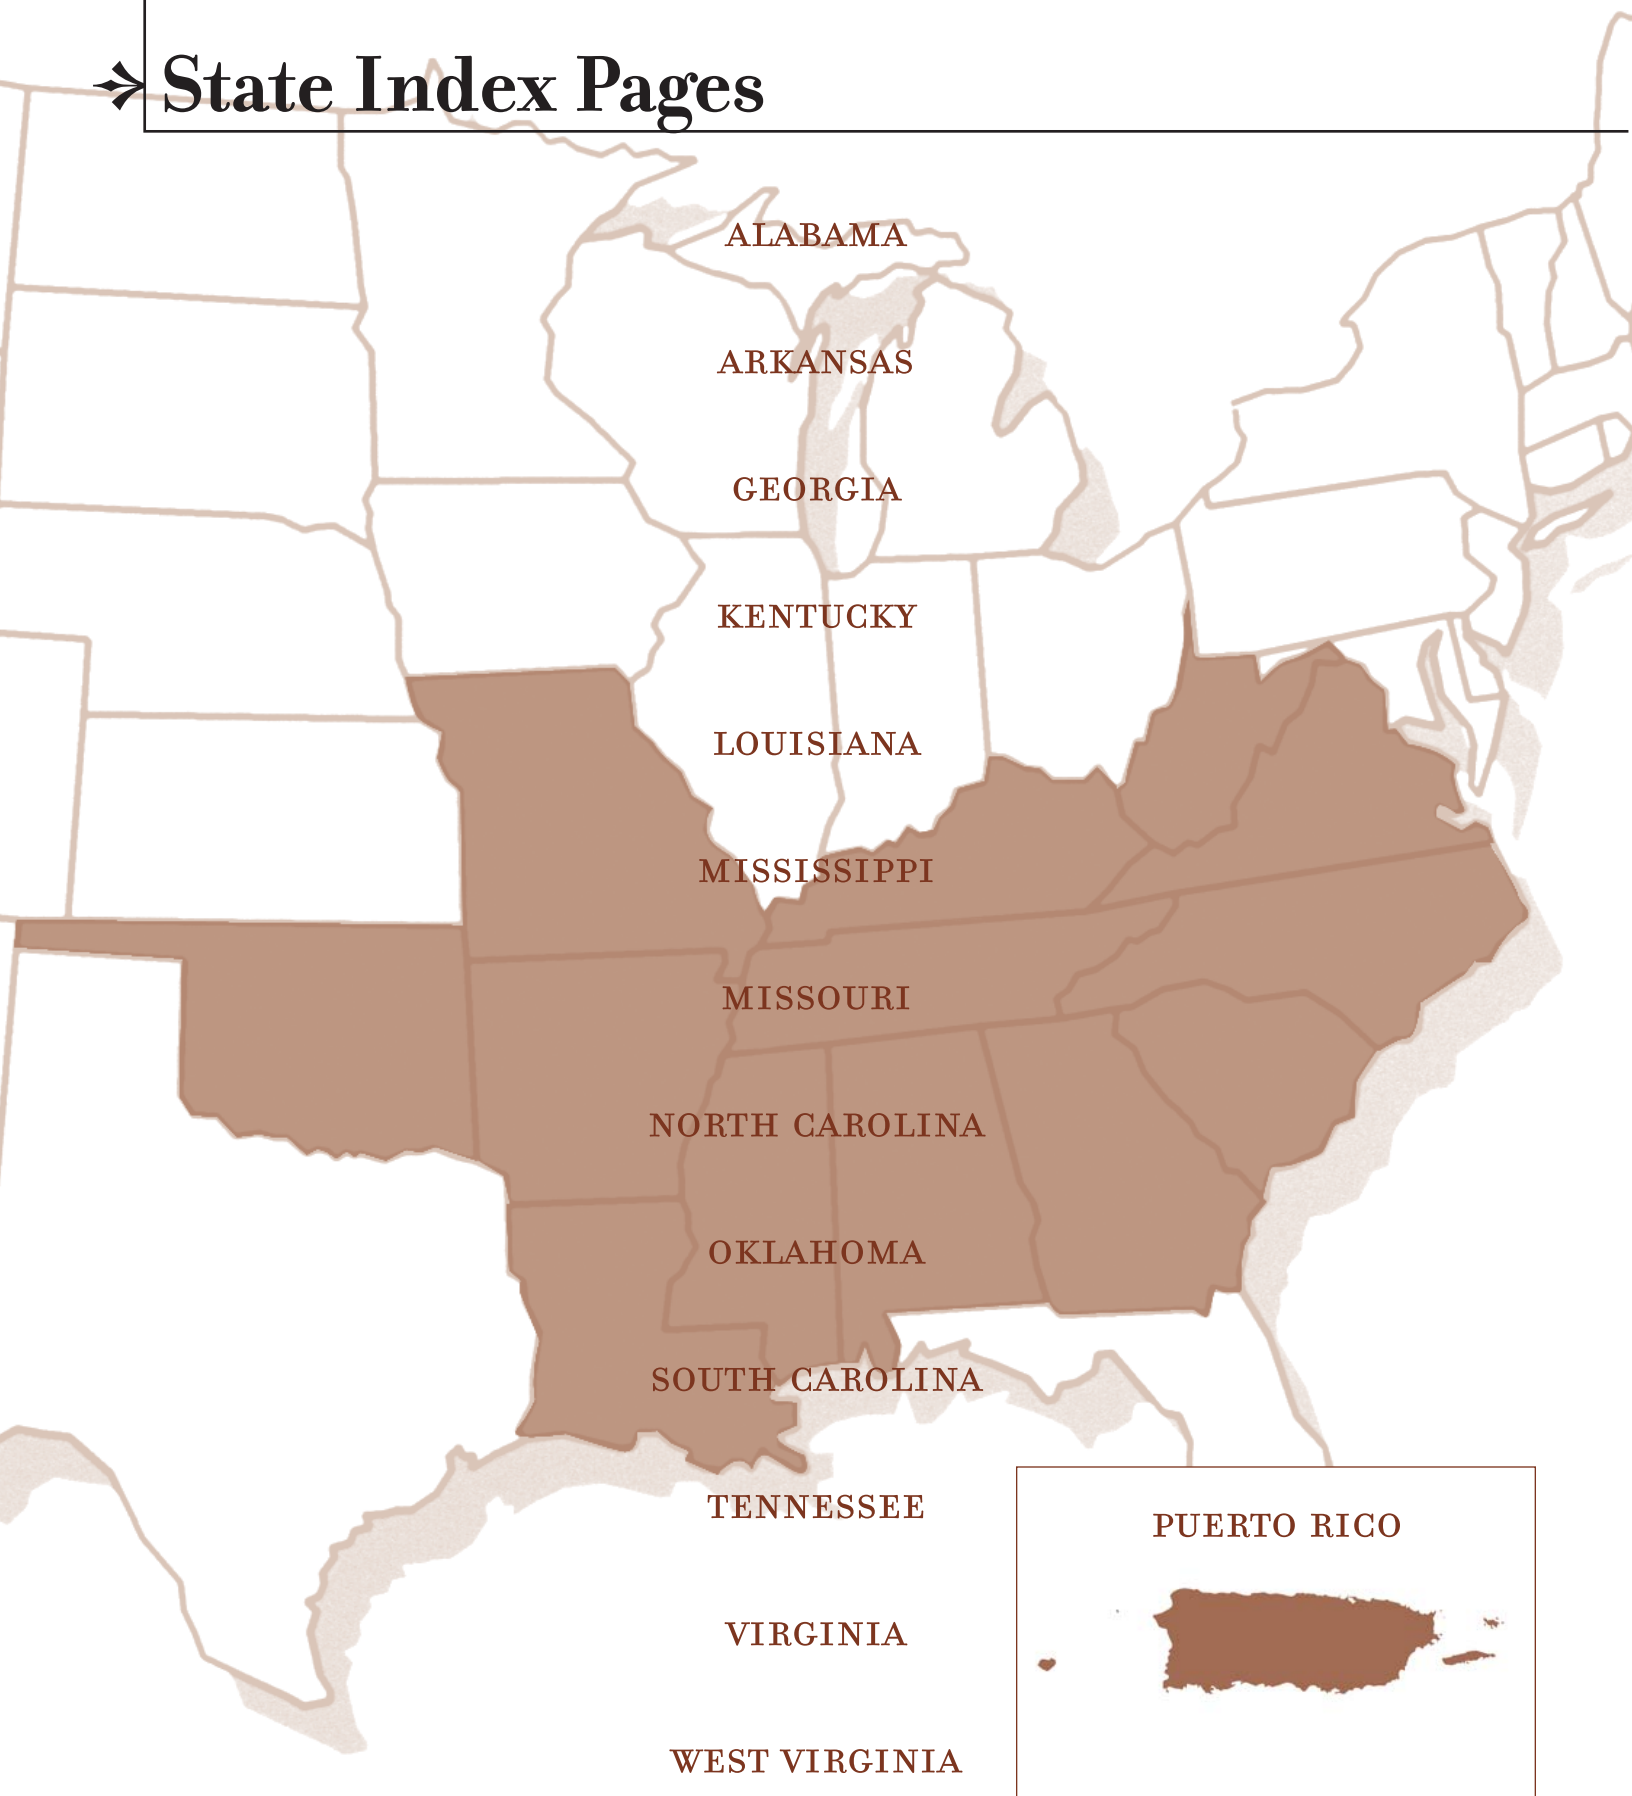 State Index Pages
ALABAMA
ARKANSAS
GEORGIA
KENTUCKY
LOUISIANA
MISSISSIPPI
MISSOURI
NORTH CAROLINA
OKLAHOMA
SOUTH CAROLINA
TENNESSEE
PUERTO RICO
VIRGINIA
WEST VIRGINIA